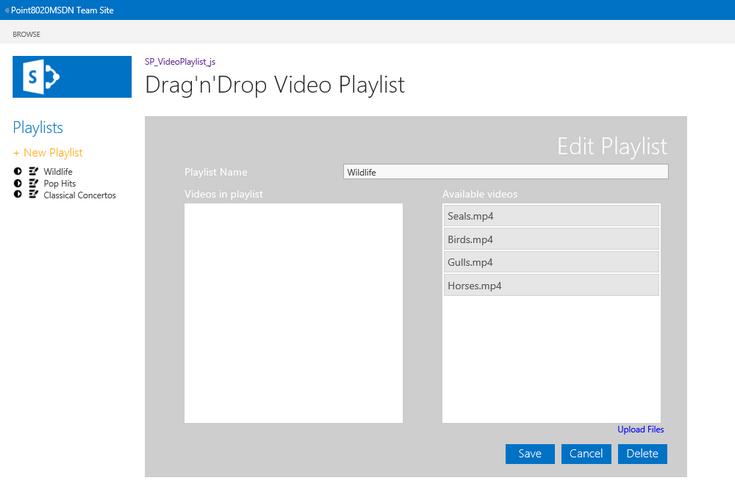 Point8020MSDN Team Site
BROWSE
S
SP_VideoPlaylist_js
Drag'n'Drop Video Playlist
Playlists
+ New Playlist
Wildlife
Pop Hits
Classical Concertos
Edit Playlist
Playlist Name
Wildlife
Videos in playlist
Available videos
Seals.mp4
Birds.mp4
Gulls.mp4
Horses.mp4
Upload Files
Save
Cancel
Delete